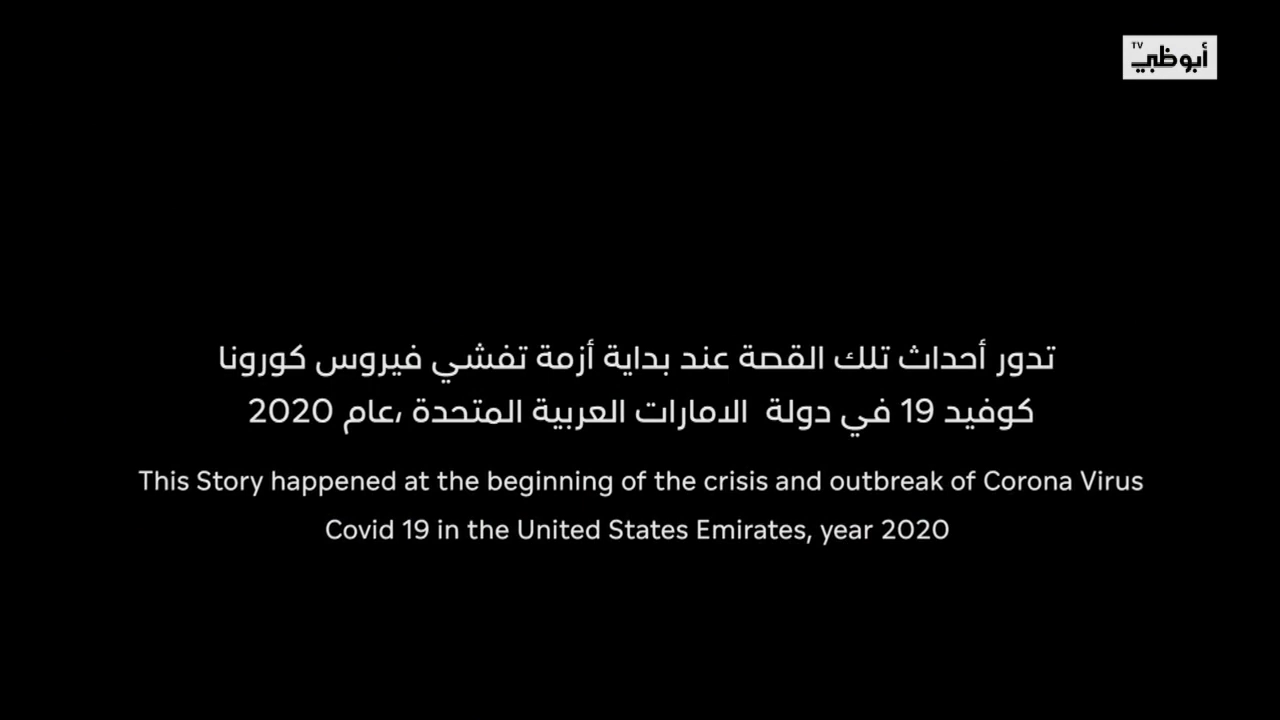 أبوظبي TV
تدور أحداث تلك القصة عند بداية أزمة تفشي فيروس كورونا
كوفيد 19 في دولة الامارات العربية المتحدة ،عام 2020
This Story happened at the beginning of the crisis and outbreak of Corona Virus
Covid 19 in the United States Emirates, year 2020